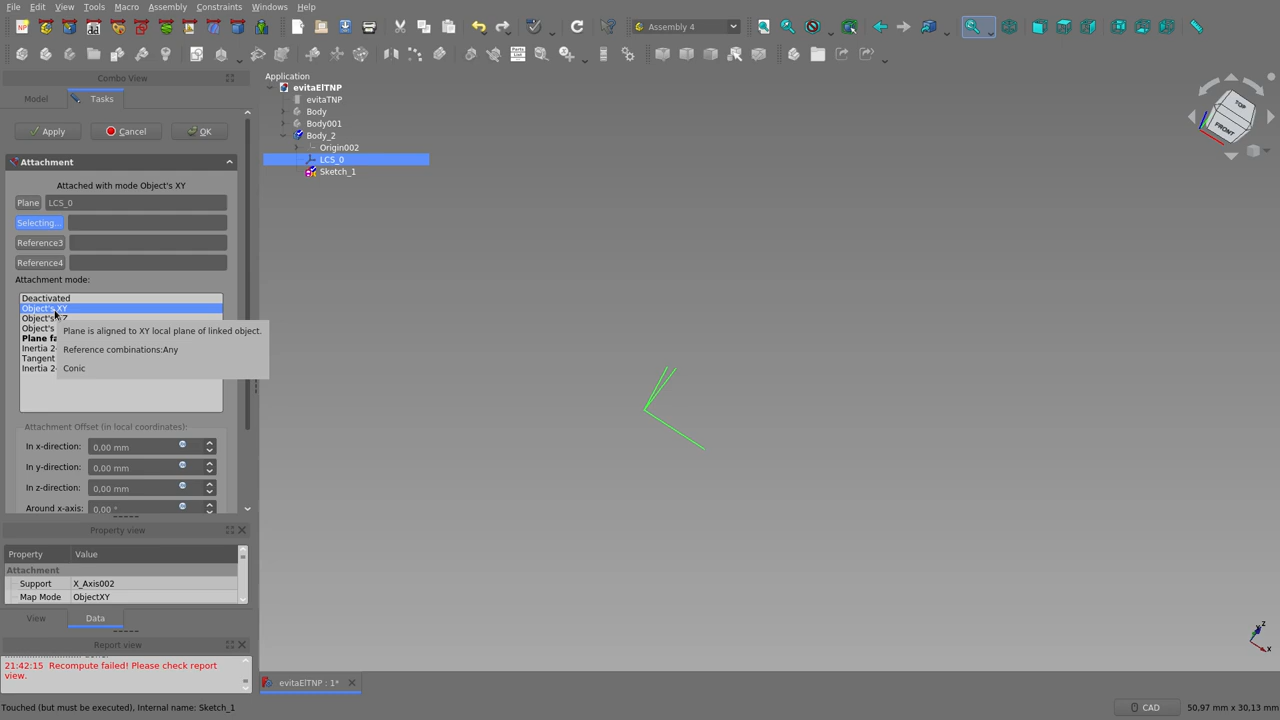 File Edit View Tools Macro Assembly Constraints Windows Help
Assembly 4
Combo View
Model Tasks
Apply Cancel OK
Attachment
Attached with mode Object's XY
Plane LCS_0
Selecting...
Reference3
Reference4
Attachment mode:
Deactivated
Object's XY
Object's
Object's
Plane fa
Inertia 2-
Tangent
Inertia 2-
Plane is aligned to XY local plane of linked object.
Reference combinations:Any
Conic
Attachment Offset (in local coordinates):
In x-direction: 0,00 mm
In y-direction: 0,00 mm
In z-direction: 0,00 mm
Around x-axis: 0,00 °
Property view
Property Value
Attachment
Support X_Axis002
Map Mode ObjectXY
View Data
Report view
21:42:15 Recompute failed! Please check report
view.
Application
evitaElTNP
evitaTNP
Body
Body001
Body_2
Origin002
LCS_0
Sketch_1
TOP
FRONT
Z
X
evitaElTNP : 1*
Touched (but must be executed), Internal name: Sketch_1
CAD 50,97 mm x 30,13 mm